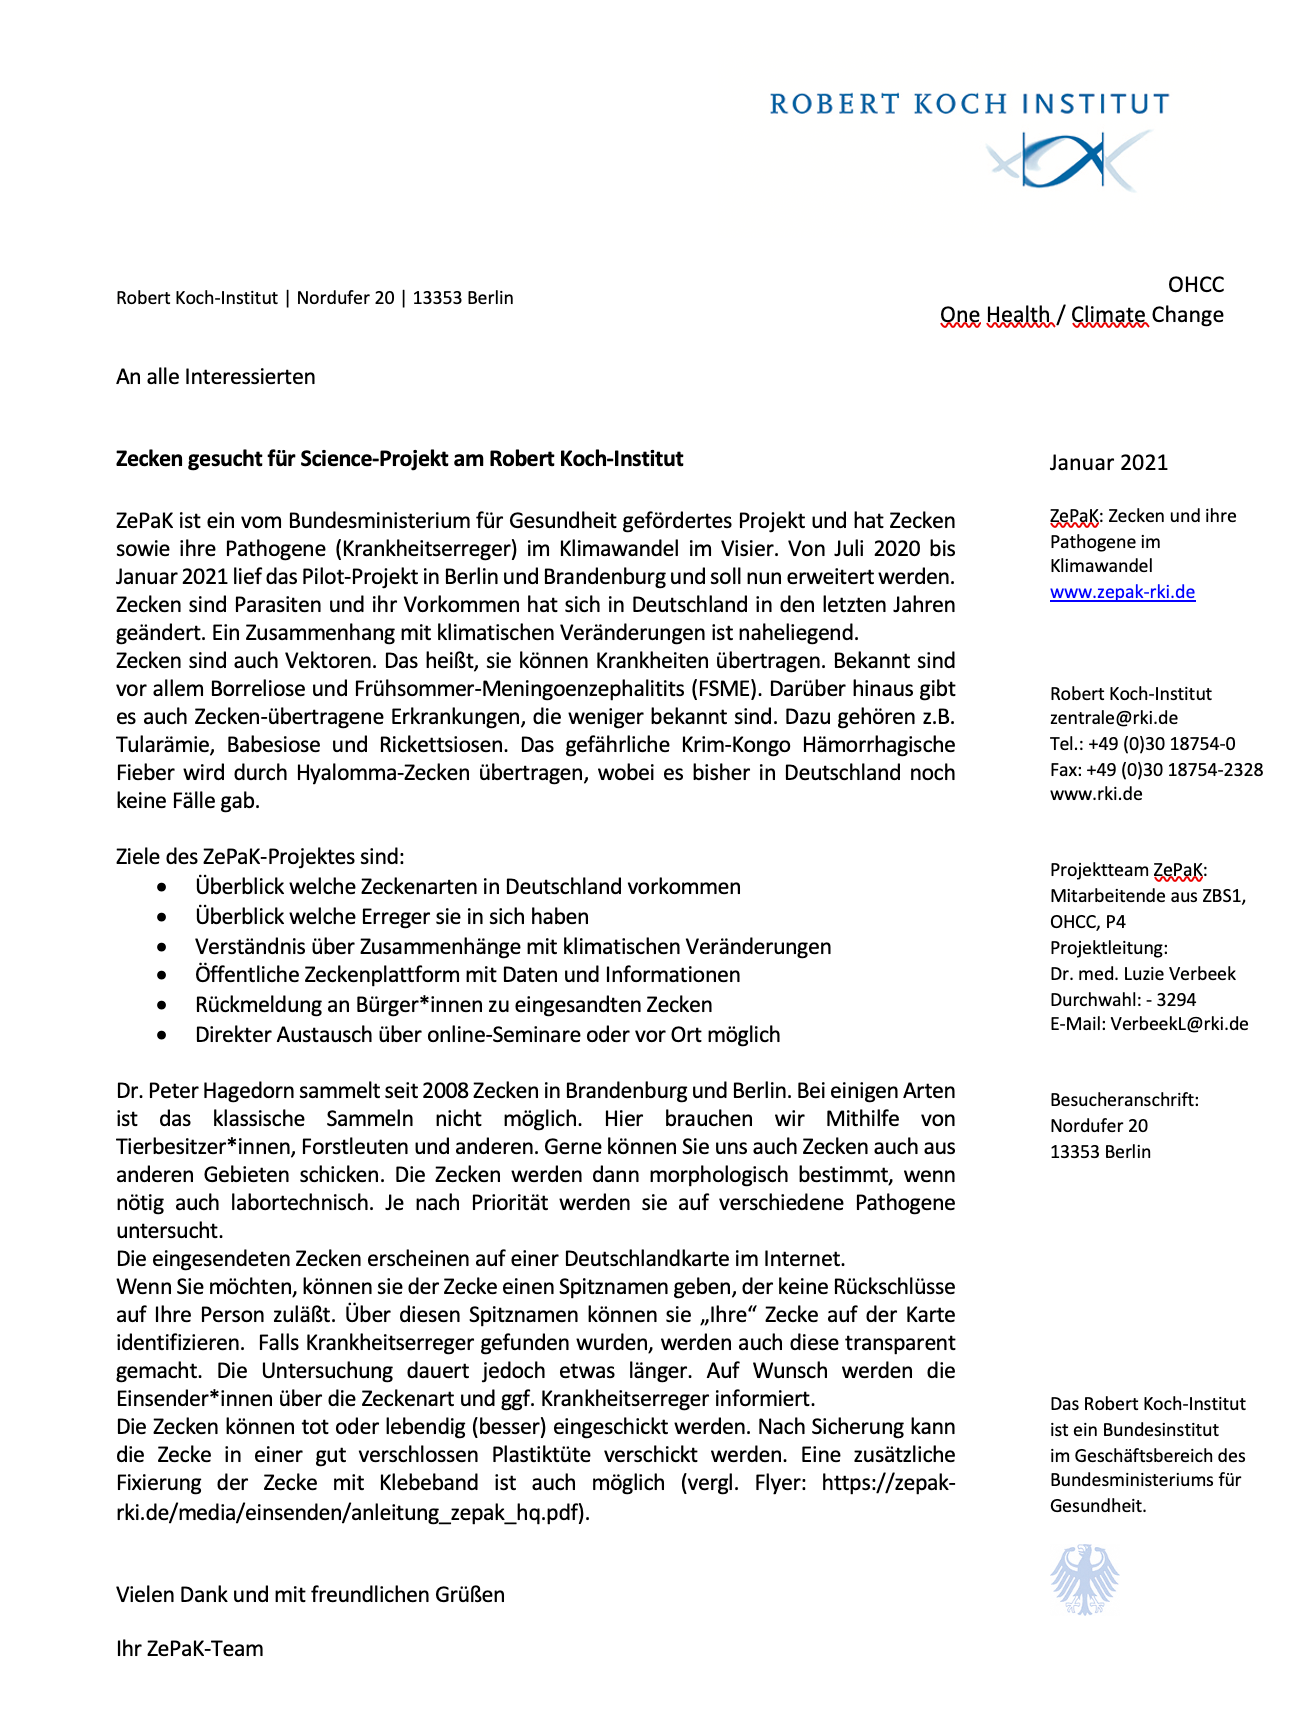 ROBERT KOCH INSTITUT
OHCC
One Health / Climate Change
Robert Koch-Institut | Nordufer 20 | 13353 Berlin
An alle Interessierten
Zecken gesucht für Science-Projekt am Robert Koch-Institut
ZePaK ist ein vom Bundesministerium für Gesundheit gefördertes Projekt und hat Zecken
sowie ihre Pathogene (Krankheitserreger) im Klimawandel im Visier. Von Juli 2020 bis
Januar 2021 lief das Pilot-Projekt in Berlin und Brandenburg und soll nun erweitert werden.
Zecken sind Parasiten und ihr Vorkommen hat sich in Deutschland in den letzten Jahren
geändert. Ein Zusammenhang mit klimatischen Veränderungen ist naheliegend.
Zecken sind auch Vektoren. Das heißt, sie können Krankheiten übertragen. Bekannt sind
vor allem Borreliose und Frühsommer-Meningoenzephalitits (FSME). Darüber hinaus gibt
es auch Zecken-übertragene Erkrankungen, die weniger bekannt sind. Dazu gehören z.B.
Tularämie, Babesiose und Rickettsiosen. Das gefährliche Krim-Kongo Hämorrhagische
Fieber wird durch Hyalomma-Zecken übertragen, wobei es bisher in Deutschland noch
keine Fälle gab.
Ziele des ZePaK-Projektes sind:
• Überblick welche Zeckenarten in Deutschland vorkommen
• Überblick welche Erreger sie in sich haben
• Verständnis über Zusammenhänge mit klimatischen Veränderungen
• Öffentliche Zeckenplattform mit Daten und Informationen
• Rückmeldung an Bürger*innen zu eingesandten Zecken
• Direkter Austausch über online-Seminare oder vor Ort möglich
Dr. Peter Hagedorn sammelt seit 2008 Zecken in Brandenburg und Berlin. Bei einigen Arten
ist das klassische Sammeln nicht möglich. Hier brauchen wir Mithilfe von
Tierbesitzer*innen, Forstleuten und anderen. Gerne können Sie uns auch Zecken auch aus
anderen Gebieten schicken. Die Zecken werden dann morphologisch bestimmt, wenn
nötig auch labortechnisch. Je nach Priorität werden sie auf verschiedene Pathogene
untersucht.
Die eingesendeten Zecken erscheinen auf einer Deutschlandkarte im Internet.
Wenn Sie möchten, können sie der Zecke einen Spitznamen geben, der keine Rückschlüsse
auf Ihre Person zuläßt. Über diesen Spitznamen können sie „Ihre“ Zecke auf der Karte
identifizieren. Falls Krankheitserreger gefunden wurden, werden auch diese transparent
gemacht. Die Untersuchung dauert jedoch etwas länger. Auf Wunsch werden die
Einsender*innen über die Zeckenart und ggf. Krankheitserreger informiert.
Die Zecken können tot oder lebendig (besser) eingeschickt werden. Nach Sicherung kann
die Zecke in einer gut verschlossen Plastiktüte verschickt werden. Eine zusätzliche
Fixierung der Zecke mit Klebeband ist auch möglich (vergl. Flyer: https://zepak-
rki.de/media/einsenden/anleitung_zepak_hq.pdf).
Vielen Dank und mit freundlichen Grüßen
Ihr ZePaK-Team
Januar 2021
ZePaK: Zecken und ihre
Pathogene im
Klimawandel
www.zepak-rki.de
Robert Koch-Institut
zentrale@rki.de
Tel.: +49 (0)30 18754-0
Fax: +49 (0)30 18754-2328
www.rki.de
Projektteam ZePaK:
Mitarbeitende aus ZBS1,
OHCC, P4
Projektleitung:
Dr. med. Luzie Verbeek
Durchwahl: - 3294
E-Mail: VerbeekL@rki.de
Besucheranschrift:
Nordufer 20
13353 Berlin
Das Robert Koch-Institut
ist ein Bundesinstitut
im Geschäftsbereich des
Bundesministeriums für
Gesundheit.